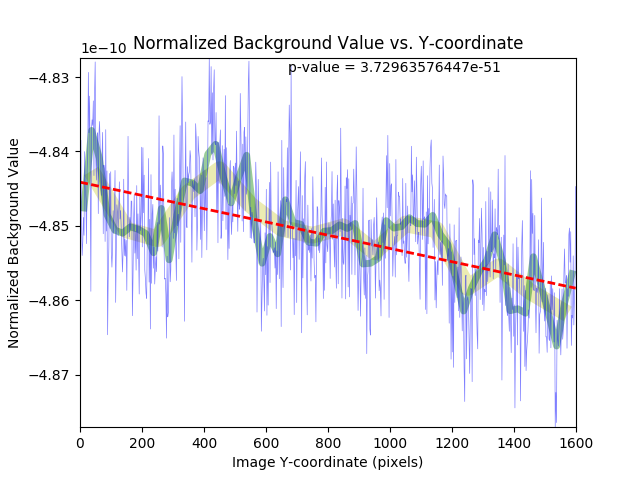 Normalized Background Value vs. Y-coordinate
1e−10
p-value = 3.72963576447e-51
−4.83
−4.84
−4.85
−4.86
−4.87
Normalized Background Value
0 200 400 600 800 1000 1200 1400 1600
Image Y-coordinate (pixels)